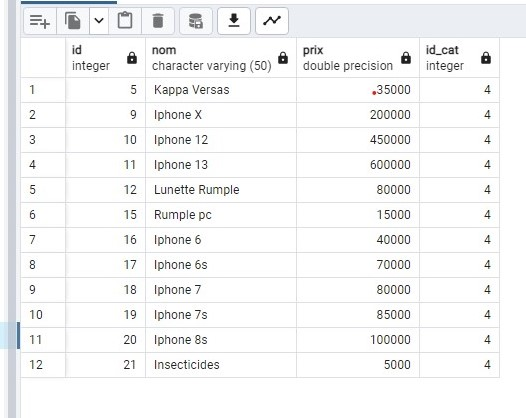 id nom prix id_cat
integer character varying (50) double precision integer
1 5 Kappa Versas 35000 4
2 9 Iphone X 200000 4
3 10 Iphone 12 450000 4
4 11 Iphone 13 600000 4
5 12 Lunette Rumple 80000 4
6 15 Rumple pc 15000 4
7 16 Iphone 6 40000 4
8 17 Iphone 6s 70000 4
9 18 Iphone 7 80000 4
10 19 Iphone 7s 85000 4
11 20 Iphone 8s 100000 4
12 21 Insecticides 5000 4